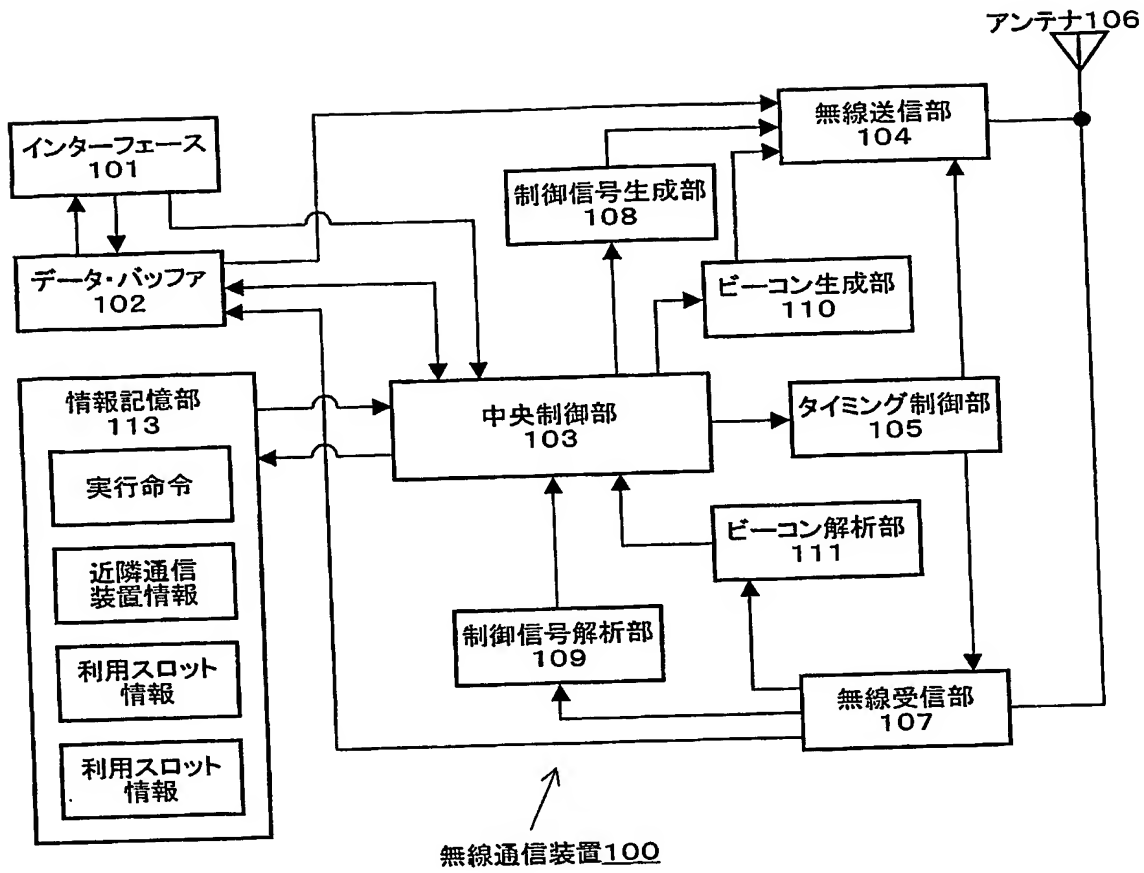 アンテナ106
無線送信部
104
インターフェース
101
制御信号生成部
108
データ・バッファ
102
ビーコン生成部
110
情報記憶部
113
中央制御部
103
タイミング制御部
105
実行命令
ビーコン解析部
111
近隣通信
装置情報
制御信号解析部
109
利用スロット
情報
無線受信部
107
利用スロット
情報
無線通信装置100